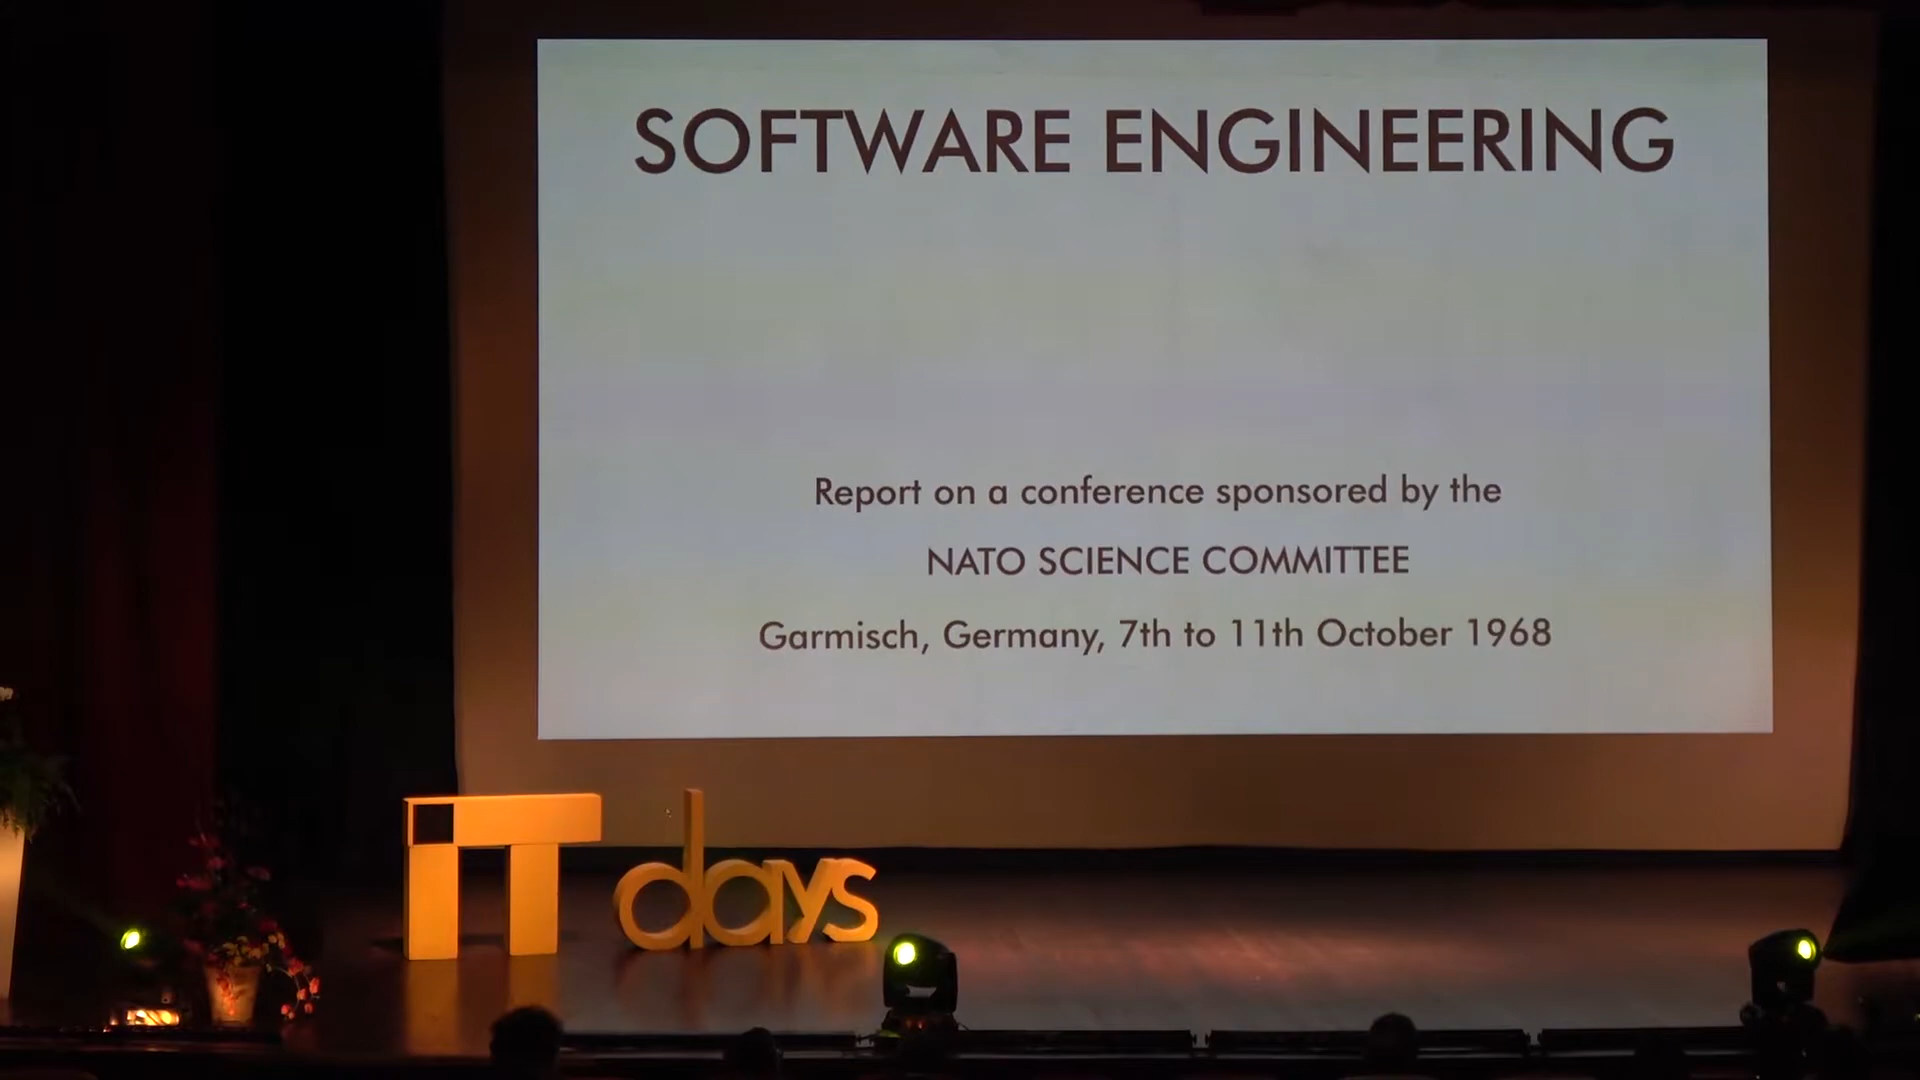 SOFTWARE ENGINEERING
Report on a conference sponsored by the
NATO SCIENCE COMMITTEE
Garmisch, Germany, 7th to 11th October 1968
iT days